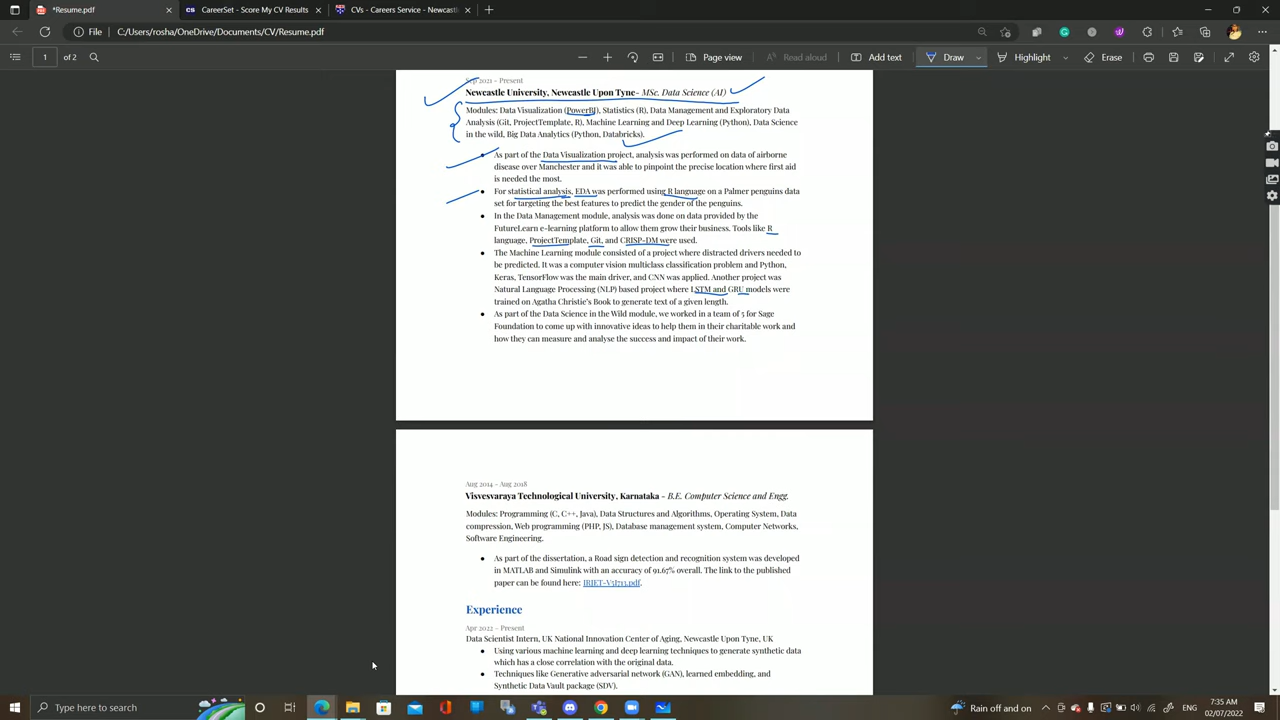 *Resume.pdf
CareerSet - Score My CV Results
CVs - Careers Service - Newcastle
File
C:/Users/rosha/OneDrive/Documents/CV/Resume.pdf
1
of 2
Page view
Read aloud
Add text
Draw
Highlight
Erase
Sep 2021 – Present
Newcastle University, Newcastle Upon Tyne- MSc. Data Science (AI)
Modules: Data Visualization (PowerBI), Statistics (R), Data Management and Exploratory Data
Analysis (Git, ProjectTemplate, R), Machine Learning and Deep Learning (Python), Data Science
in the wild, Big Data Analytics (Python, Databricks).
● As part of the Data Visualization project, analysis was performed on data of airborne
disease over Manchester and it was able to pinpoint the precise location where first aid
is needed the most.
● For statistical analysis, EDA was performed using R language on a Palmer penguins data
set for targeting the best features to predict the gender of the penguins.
● In the Data Management module, analysis was done on data provided by the
FutureLearn e-learning platform to allow them grow their business. Tools like R
language, ProjectTemplate, Git, and CRISP-DM were used.
● The Machine Learning module consisted of a project where distracted drivers needed to
be predicted. It was a computer vision multiclass classification problem and Python,
Keras, TensorFlow was the main driver, and CNN was applied. Another project was
Natural Language Processing (NLP) based project where LSTM and GRU models were
trained on Agatha Christie's Book to generate text of a given length.
● As part of the Data Science in the Wild module, we worked in a team of 5 for Sage
Foundation to come up with innovative ideas to help them in their charitable work and
how they can measure and analyse the success and impact of their work.
Aug 2014 – Aug 2018
Visvesvaraya Technological University, Karnataka - B.E. Computer Science and Engg.
Modules: Programming (C, C++, Java), Data Structures and Algorithms, Operating System, Data
compression, Web programming (PHP, JS), Database management system, Computer Networks,
Software Engineering.
● As part of the dissertation, a Road sign detection and recognition system was developed
in MATLAB and Simulink with an accuracy of 91.67% overall. The link to the published
paper can be found here: IRJET-V5I713.pdf.
Experience
Apr 2022 – Present
Data Scientist Intern, UK National Innovation Center of Aging, Newcastle Upon Tyne, UK
● Using various machine learning and deep learning techniques to generate synthetic data
which has a close correlation with the original data.
● Techniques like Generative adversarial network (GAN), learned embedding, and
Synthetic Data Vault package (SDV).
Type here to search
Rain off and on
7:35 AM
02/07/2022